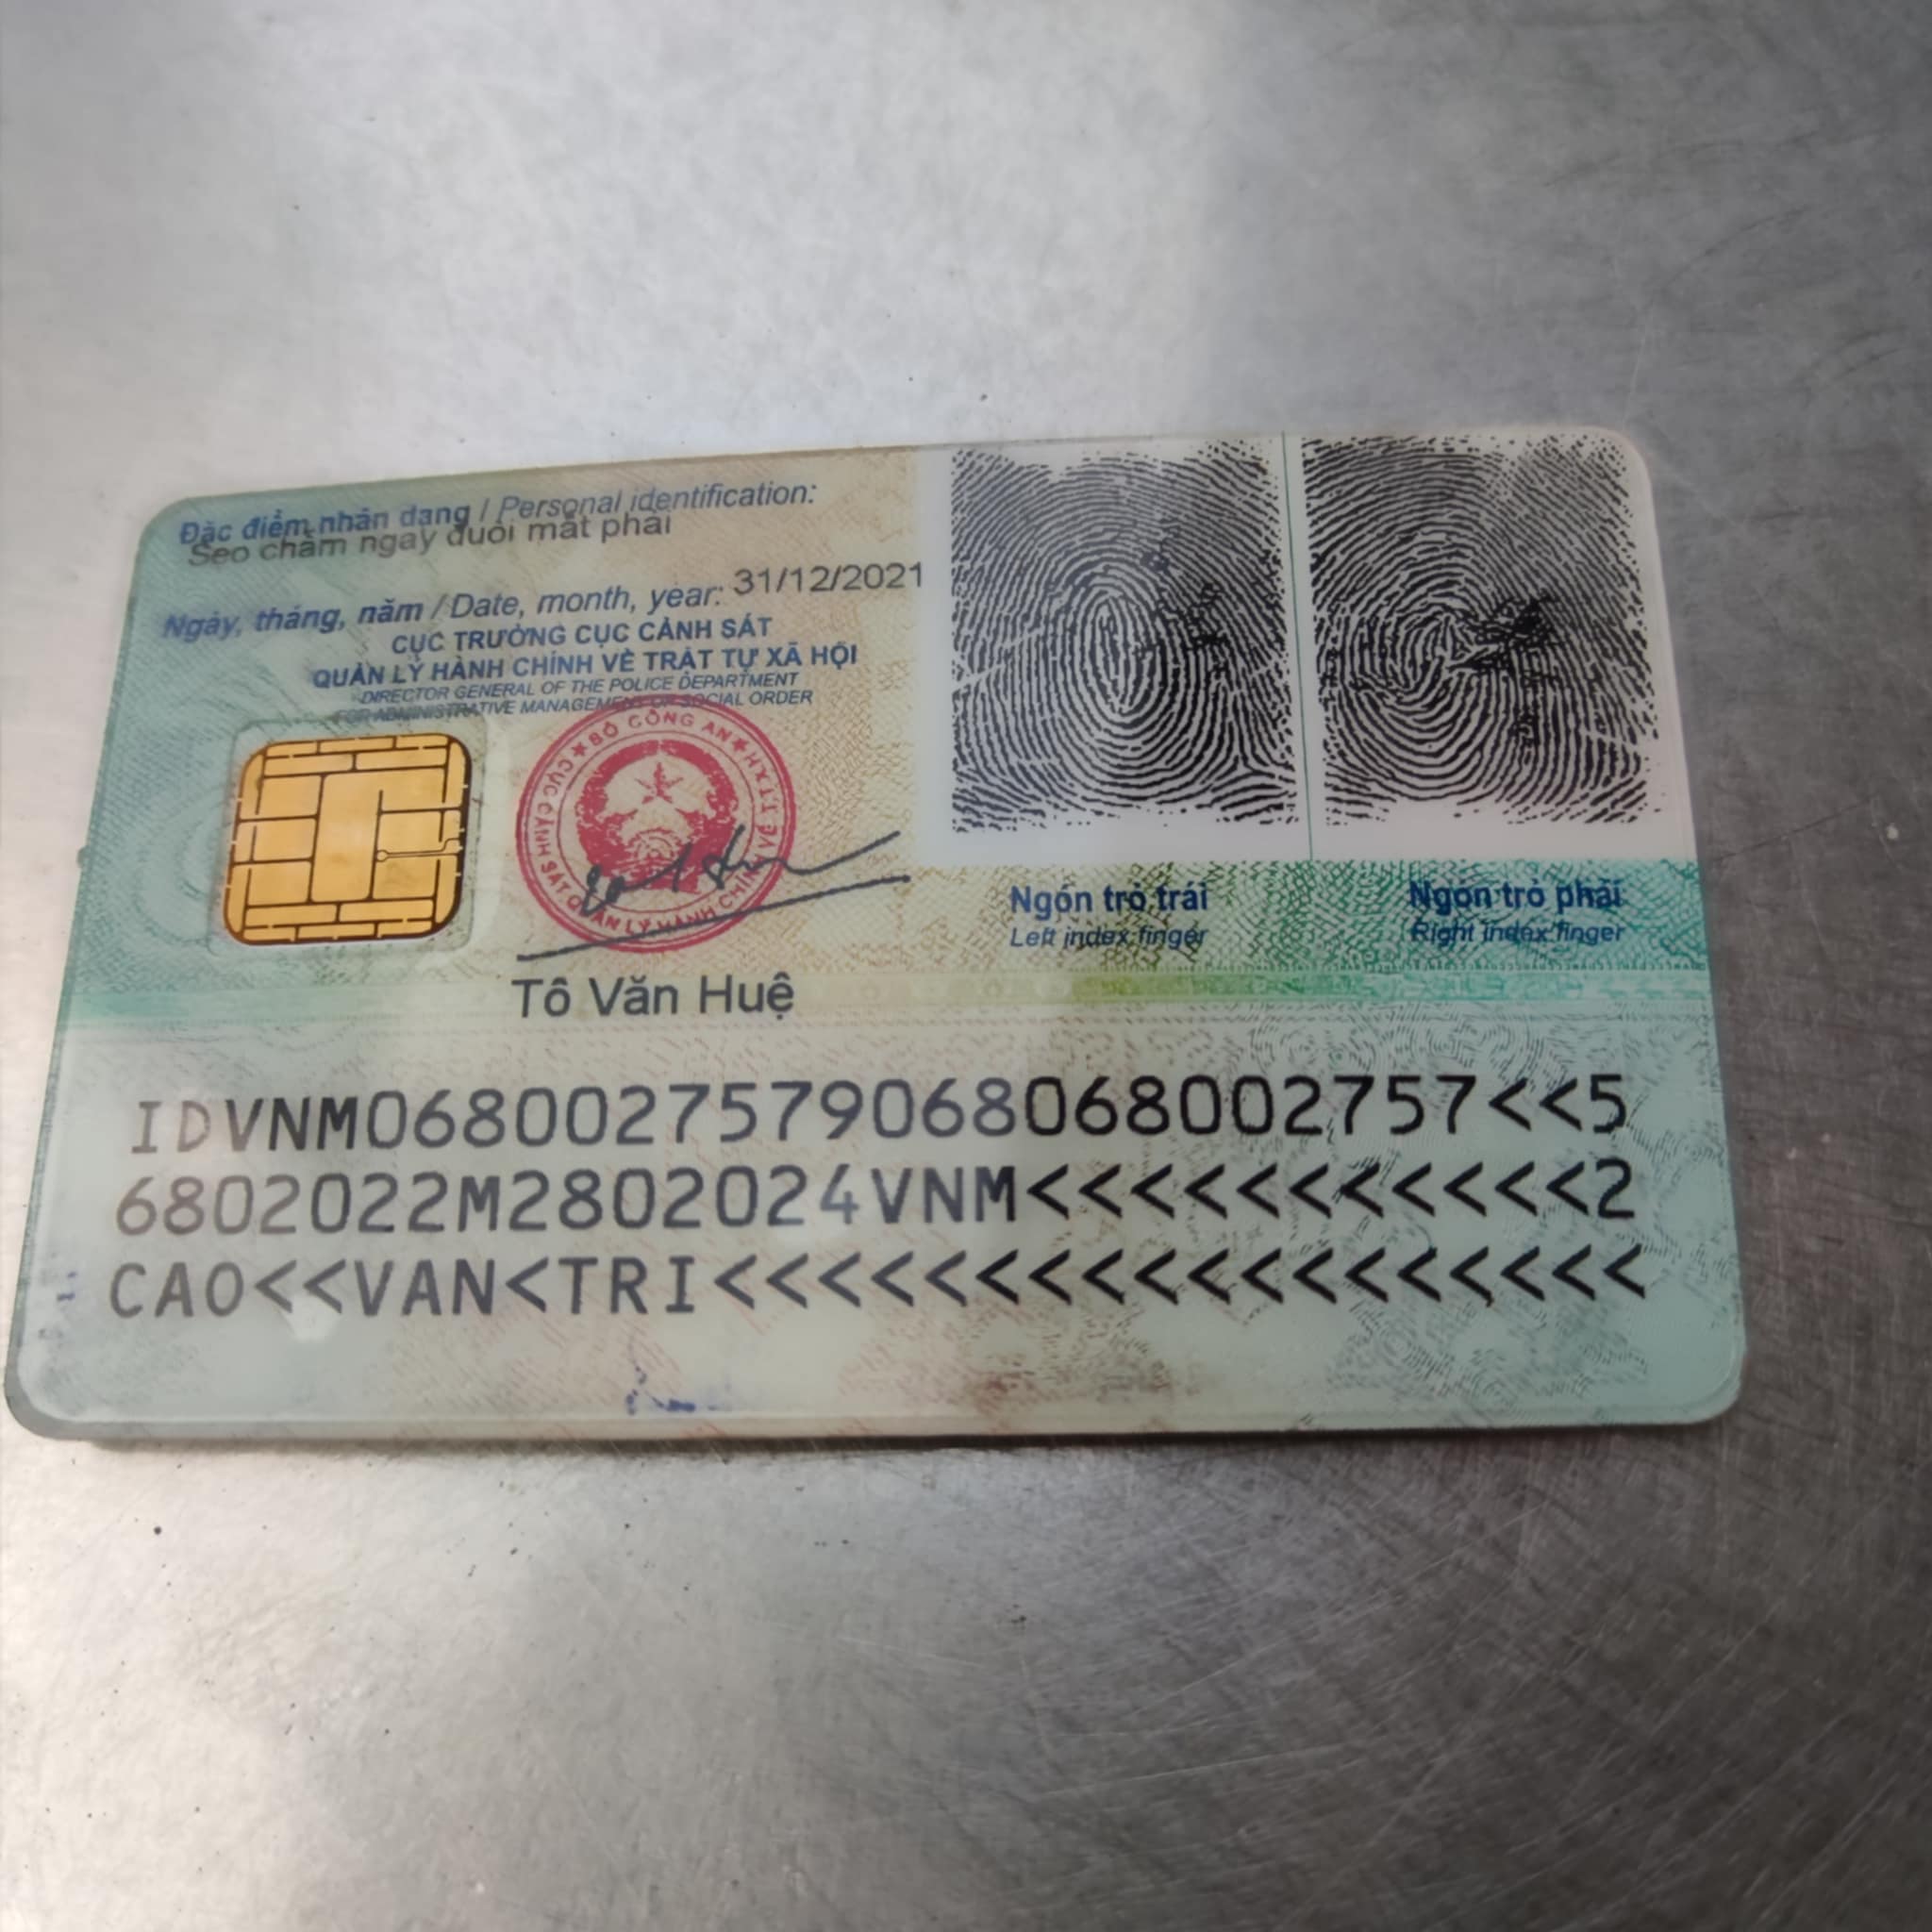 Đặc điểm nhân dạng / Personal identification:
Sẹo chấm ngay đuôi mắt phải
Ngày, tháng, năm / Date, month, year: 31/12/2021
CỤC TRƯỞNG CỤC CẢNH SÁT
QUẢN LÝ HÀNH CHÍNH VỀ TRẬT TỰ XÃ HỘI
DIRECTOR GENERAL OF THE POLICE DEPARTMENT
FOR ADMINISTRATIVE MANAGEMENT OF SOCIAL ORDER
★ BỘ CÔNG AN ★
CỤC CẢNH SÁT QUẢN LÝ HÀNH CHÍNH VỀ TTXH
Tô Văn Huệ
Ngón trỏ trái
Left index finger
Ngón trỏ phải
Right index finger
IDVNM0680027579068068002757<<5
6802022M2802024VNM<<<<<<<<<<<2
CAO<<VAN<TRI<<<<<<<<<<<<<<<<<<